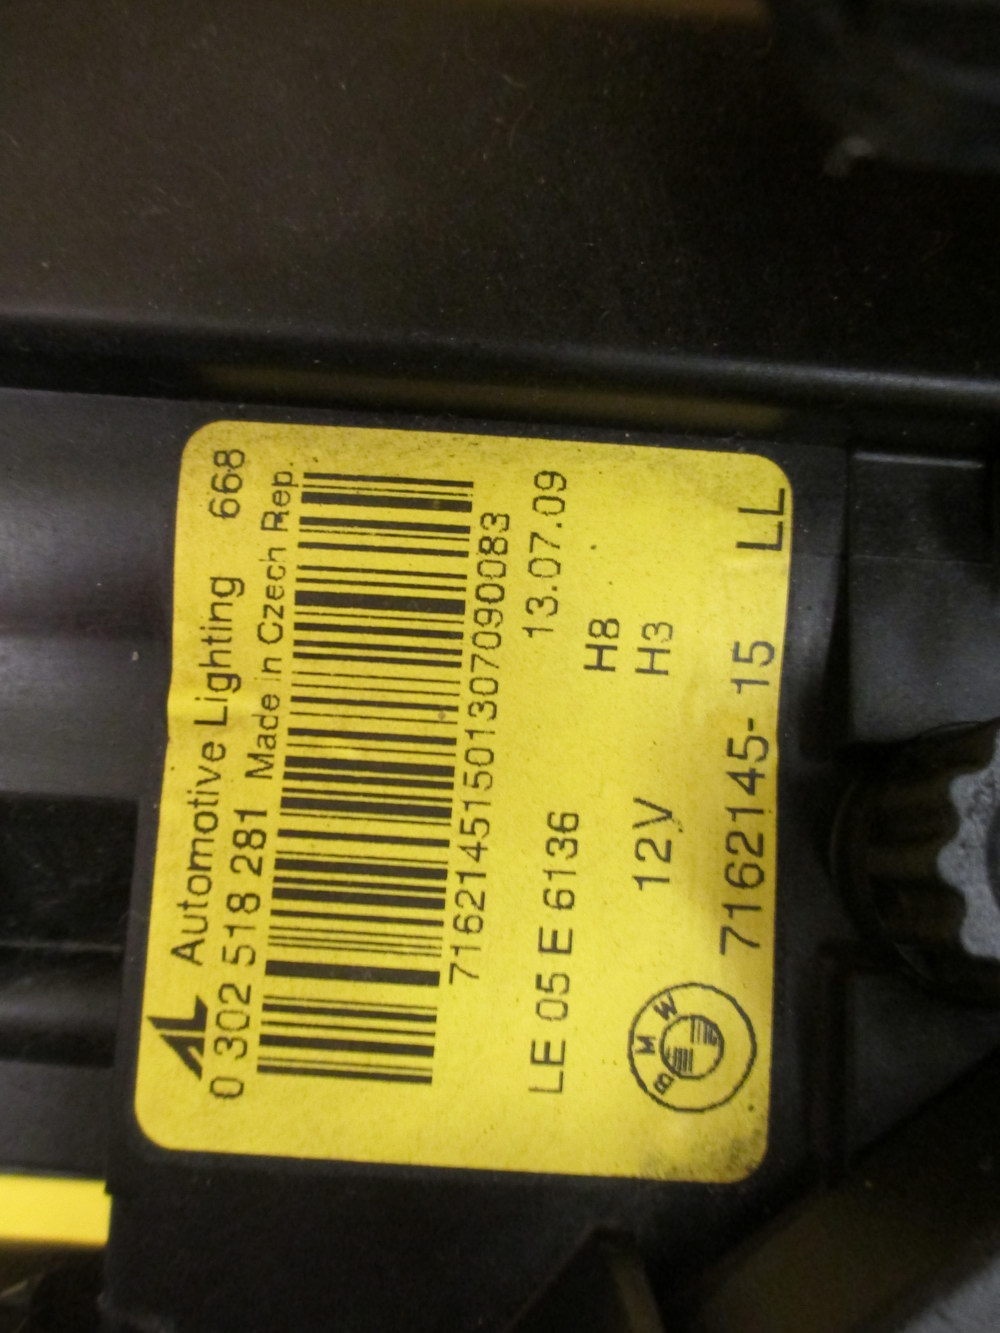 AL Automotive Lighting 668
0 302 518 281 Made in Czech Rep.
71621451501307090083
LE 05 E 6136 13.07.09
H8
12V H3
BMW 7162145-15 LL